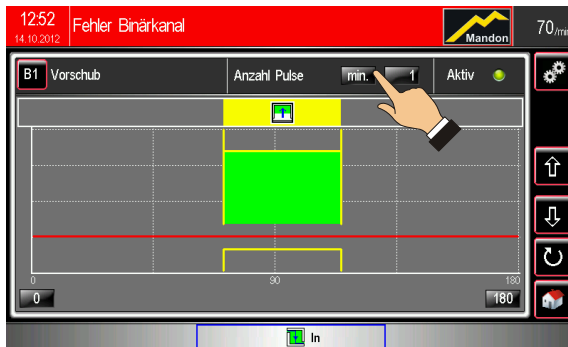 12:52
14.10.2012
Fehler Binärkanal
Mandon
70/min
B1 Vorschub
Anzahl Pulse
min.
1
Aktiv
0 90 180
0 180
In